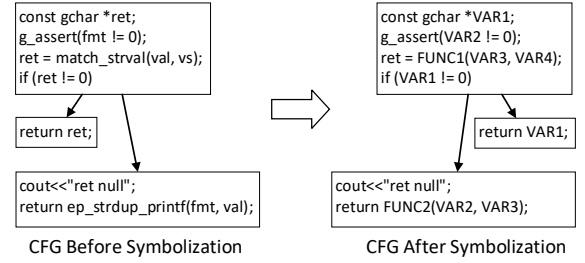 const gchar *ret;
g_assert(fmt != 0);
ret = match_strval(val, vs);
if (ret != 0)
return ret;
cout<<"ret null";
return ep_strdup_printf(fmt, val);
CFG Before Symbolization
const gchar *VAR1;
g_assert(VAR2 != 0);
ret = FUNC1(VAR3, VAR4);
if (VAR1 != 0)
return VAR1;
cout<<"ret null";
return FUNC2(VAR2, VAR3);
CFG After Symbolization